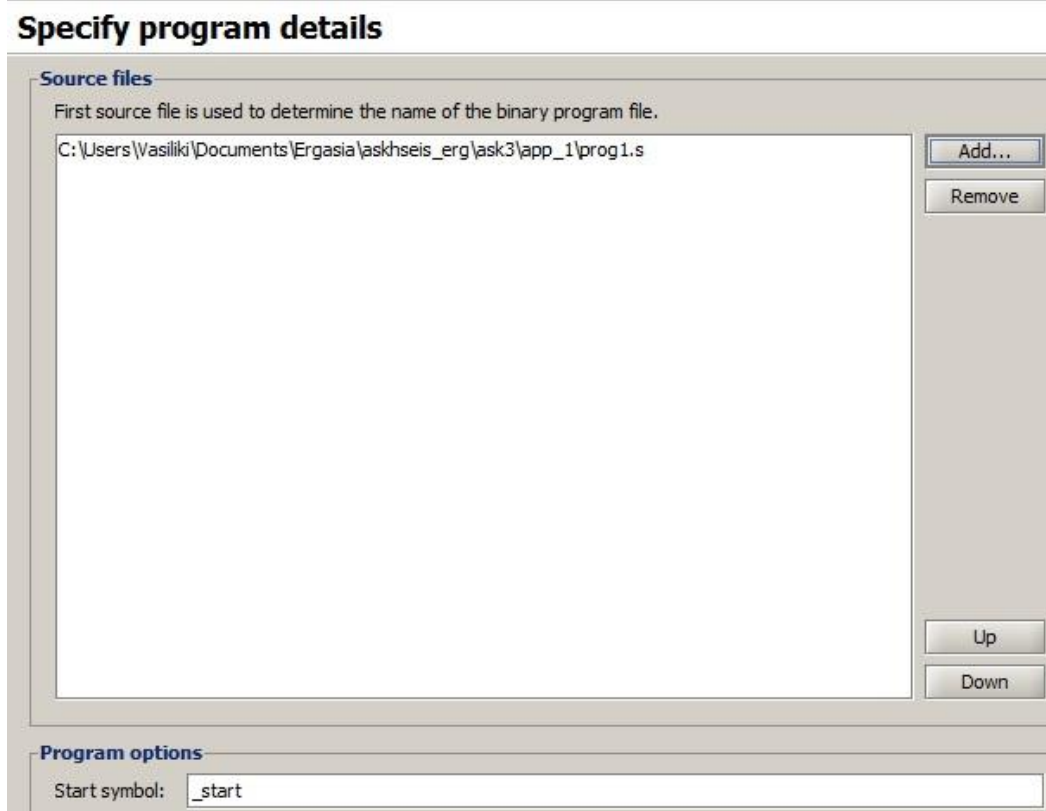 Specify program details
Source files
First source file is used to determine the name of the binary program file.
C:\Users\Vasiliki\Documents\Ergasia\askhseis_erg\ask3\app_1\prog1.s
Add...
Remove
Up
Down
Program options
Start symbol: _start